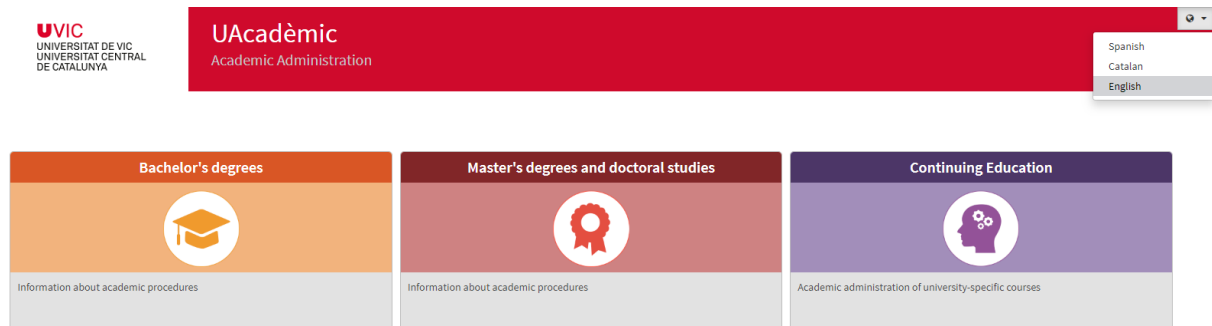 UVIC
UNIVERSITAT DE VIC
UNIVERSITAT CENTRAL
DE CATALUNYA
UAcadèmic
Academic Administration
Spanish
Catalan
English
Bachelor's degrees
Information about academic procedures
Master's degrees and doctoral studies
Information about academic procedures
Continuing Education
Academic administration of university-specific courses